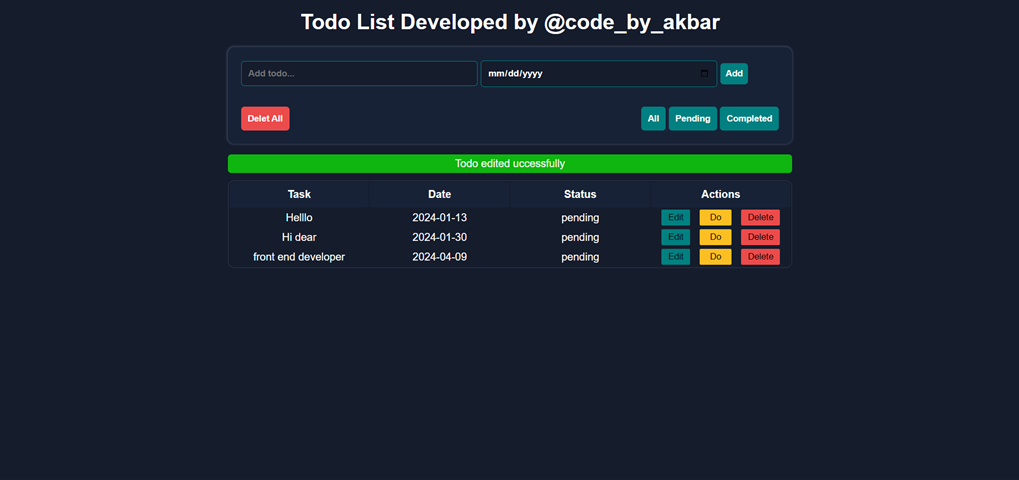 Todo List Developed by @code_by_akbar
Add todo... mm/dd/yyyy Add
Delet All All Pending Completed
Todo edited uccessfully
Task Date Status Actions
Helllo 2024-01-13 pending Edit Do Delete
Hi dear 2024-01-30 pending Edit Do Delete
front end developer 2024-04-09 pending Edit Do Delete